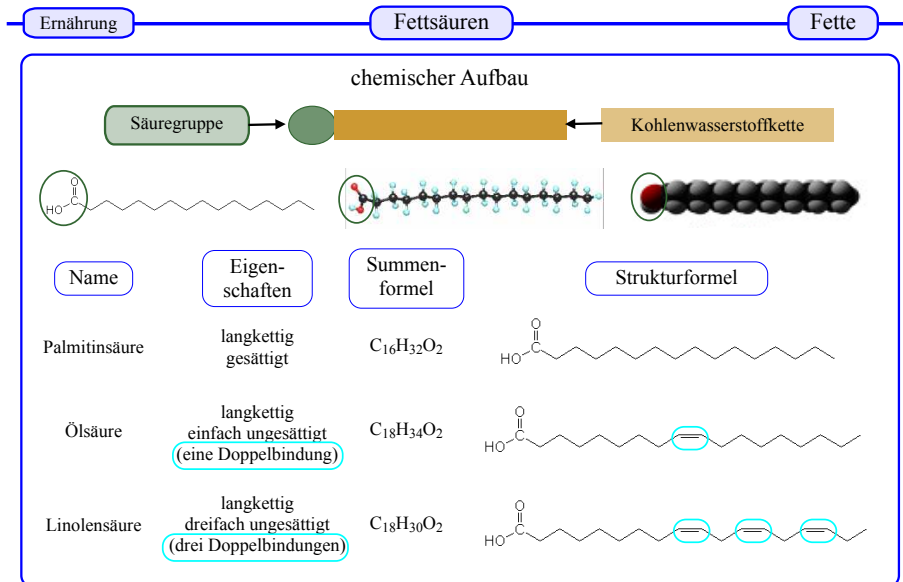 Ernährung
Fettsäuren
Fette
chemischer Aufbau
Säuregruppe
Kohlenwasserstoffkette
O
C
HO
Name
Eigen-
schaften
Summen-
formel
Strukturformel
Palmitinsäure
langkettig
gesättigt
C₁₆H₃₂O₂
O
C
HO
Ölsäure
langkettig
einfach ungesättigt
(eine Doppelbindung)
C₁₈H₃₄O₂
O
C
HO
Linolensäure
langkettig
dreifach ungesättigt
(drei Doppelbindungen)
C₁₈H₃₀O₂
O
C
HO